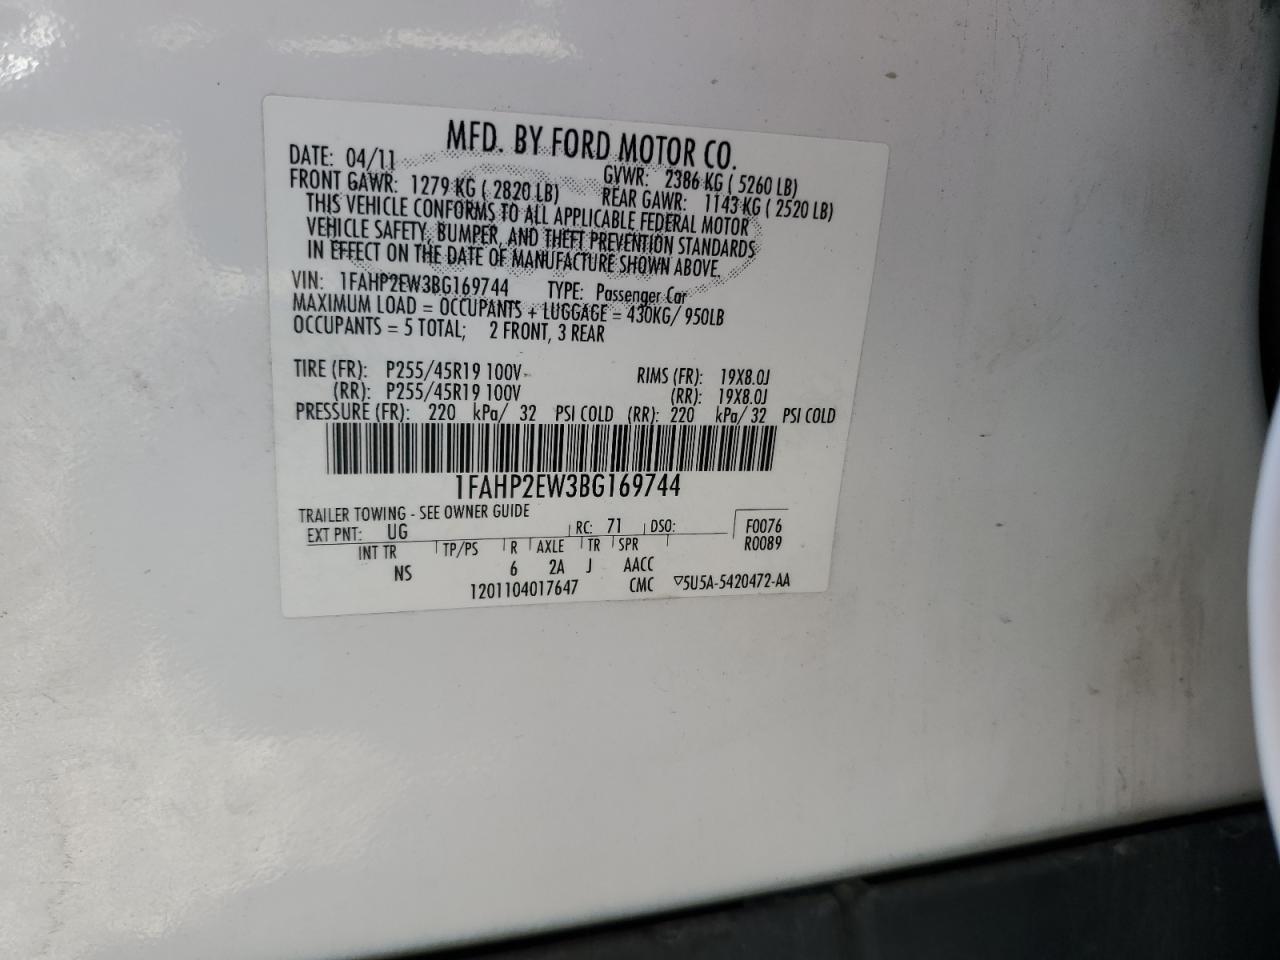 MFD. BY FORD MOTOR CO.
DATE: 04/11 GVWR: 2386 KG ( 5260 LB)
FRONT GAWR: 1279 KG ( 2820 LB) REAR GAWR: 1143 KG ( 2520 LB)
THIS VEHICLE CONFORMS TO ALL APPLICABLE FEDERAL MOTOR
VEHICLE SAFETY, BUMPER, AND THEFT PREVENTION STANDARDS
IN EFFECT ON THE DATE OF MANUFACTURE SHOWN ABOVE.
VIN: 1FAHP2EW3BG169744 TYPE: Passenger Car
MAXIMUM LOAD = OCCUPANTS + LUGGAGE = 430KG/ 950LB
OCCUPANTS = 5 TOTAL; 2 FRONT, 3 REAR
TIRE (FR): P255/45R19 100V RIMS (FR): 19X8.0J
(RR): P255/45R19 100V (RR): 19X8.0J
PRESSURE (FR): 220 kPa/ 32 PSI COLD (RR): 220 kPa/ 32 PSI COLD
1FAHP2EW3BG169744
TRAILER TOWING - SEE OWNER GUIDE
EXT PNT: UG RC: 71 DSO: F0076
INT TR TP/PS R AXLE TR SPR R0089
NS 6 2A J AACC
1201104017647 CMC ▽5U5A-5420472-AA